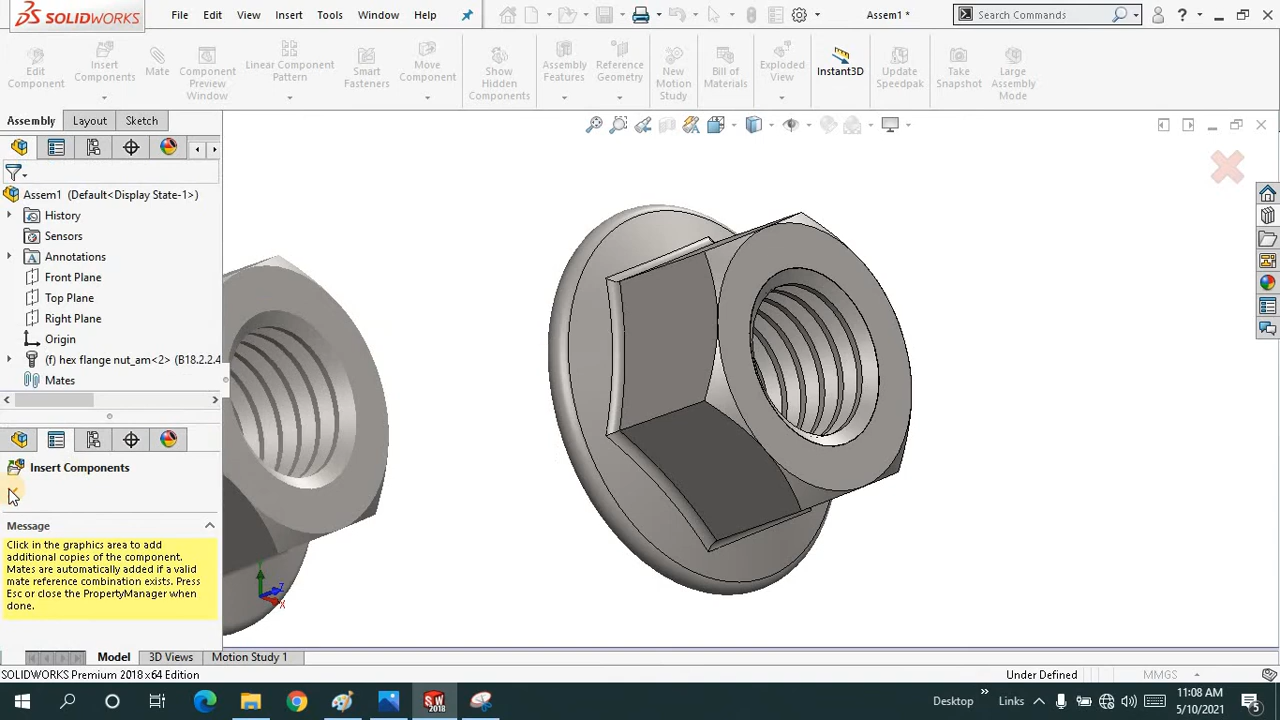 SOLIDWORKS File Edit View Insert Tools Window Help Assem1 * Search Commands ?
Edit Component
Insert Components
Mate
Component Preview Window
Linear Component Pattern
Smart Fasteners
Move Component
Show Hidden Components
Assembly Features
Reference Geometry
New Motion Study
Bill of Materials
Exploded View
Instant3D
Update Speedpak
Take Snapshot
Large Assembly Mode
Assembly Layout Sketch
Assem1 (Default<Display State-1>)
History
Sensors
Annotations
Front Plane
Top Plane
Right Plane
Origin
(f) hex flange nut_am<2> (B18.2.2.4
Mates
Insert Components
Message
Click in the graphics area to add
additional copies of the component.
Mates are automatically added if a valid
mate reference combination exists. Press
Esc or close the PropertyManager when
done.
Z
X
Model 3D Views Motion Study 1
SOLIDWORKS Premium 2018 x64 Edition Under Defined MMGS
SW 2018 Desktop Links 11:08 AM
5/10/2021 5